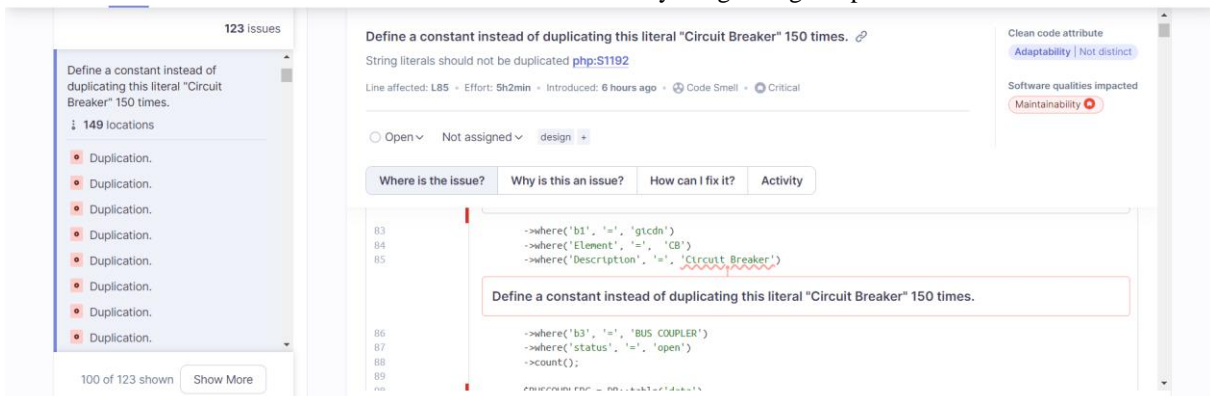 123 issues
Define a constant instead of
duplicating this literal "Circuit
Breaker" 150 times.
149 locations
Duplication.
Duplication.
Duplication.
Duplication.
Duplication.
Duplication.
Duplication.
Duplication.
100 of 123 shown Show More
Define a constant instead of duplicating this literal "Circuit Breaker" 150 times.
String literals should not be duplicated php:S1192
Line affected: L85 • Effort: 5h2min • Introduced: 6 hours ago • Code Smell • Critical
Open Not assigned design +
Where is the issue? Why is this an issue? How can I fix it? Activity
83 ->where('b1', '=', 'gicdn')
84 ->where('Element', '=', 'CB')
85 ->where('Description', '=', 'Circuit Breaker')
Define a constant instead of duplicating this literal "Circuit Breaker" 150 times.
86 ->where('b3', '=', 'BUS COUPLER')
87 ->where('status', '=', 'open')
88 ->count();
89
Clean code attribute
Adaptability | Not distinct
Software qualities impacted
Maintainability